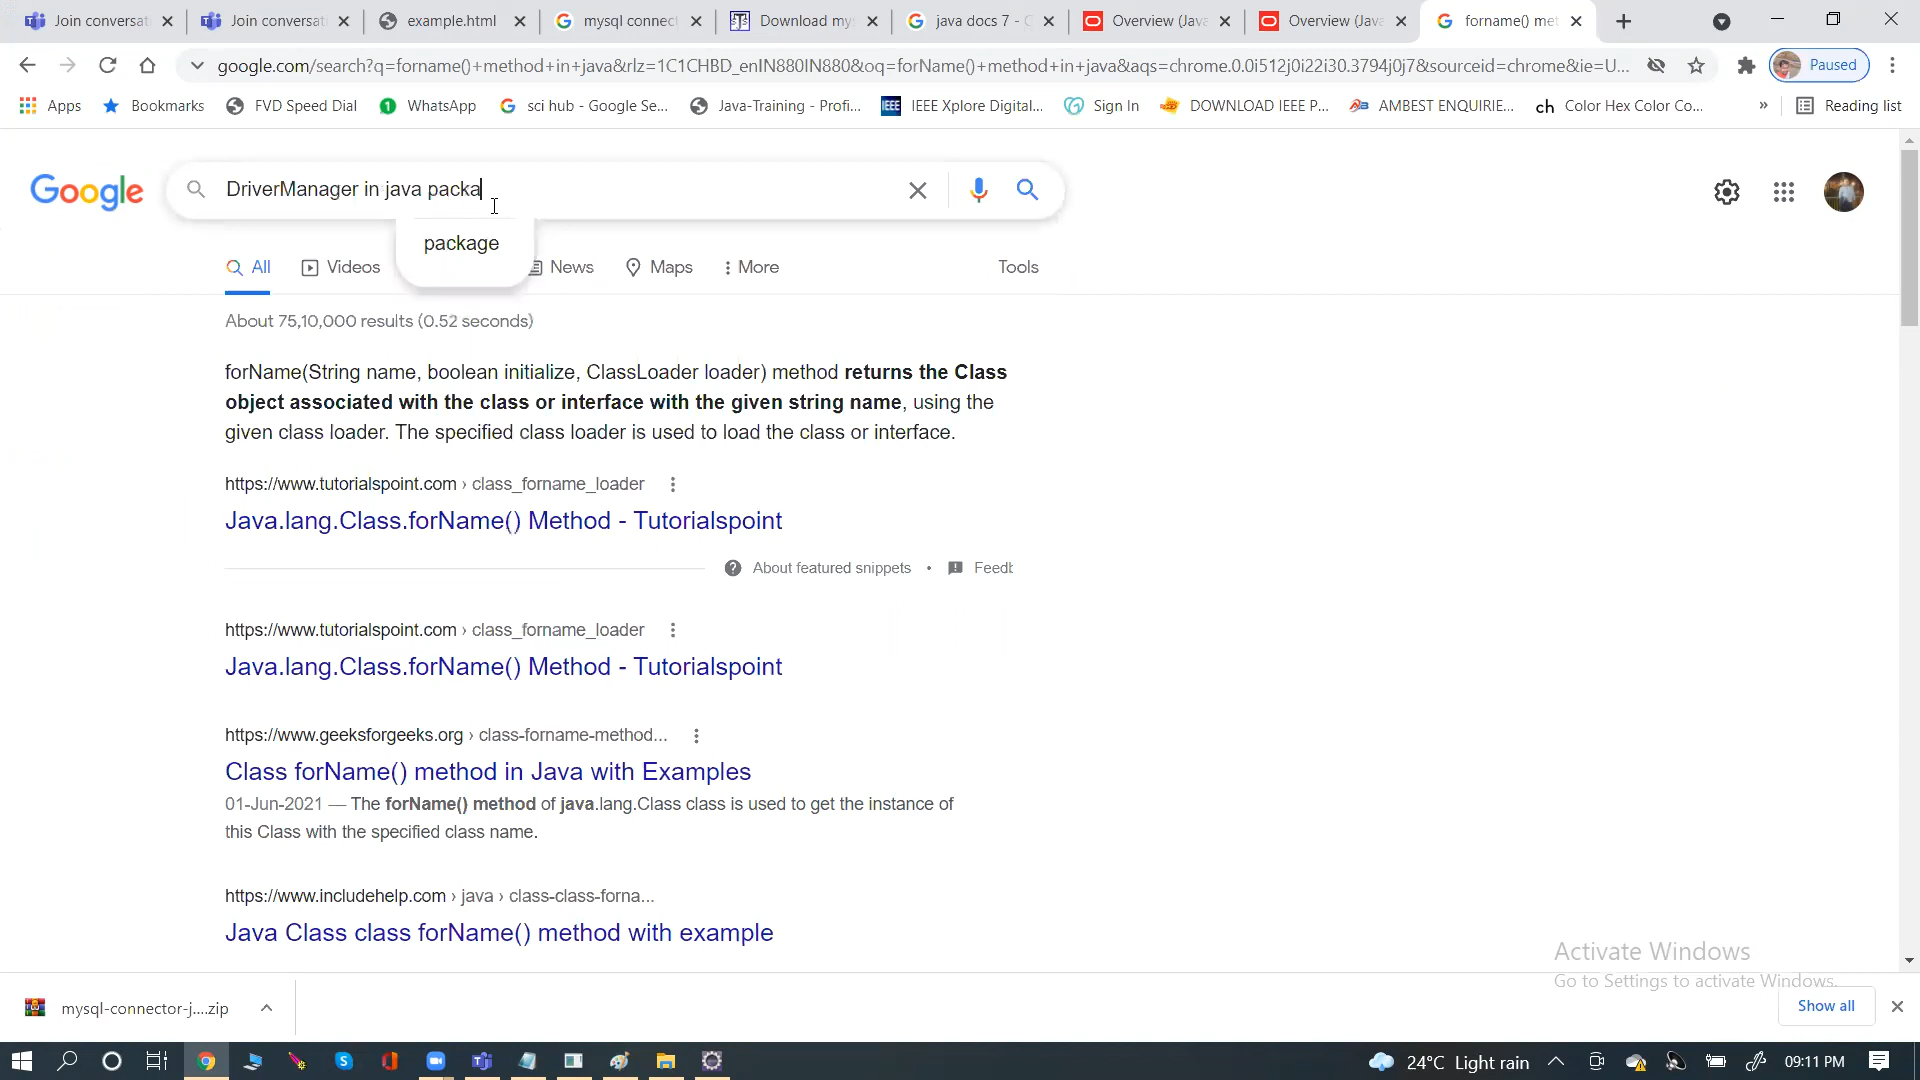 Join conversat
Join conversat
example.html
mysql connect
Download my
java docs 7 - G
Overview (Java
Overview (Java
forname() met
google.com/search?q=forname()+method+in+java&rlz=1C1CHBD_enIN880IN880&oq=forName()+method+in+java&aqs=chrome.0.0i512j0i22i30.3794j0j7&sourceid=chrome&ie=U...
Paused
Apps
Bookmarks
FVD Speed Dial
WhatsApp
sci hub - Google Se...
Java-Training - Profi...
IEEE Xplore Digital...
Sign In
DOWNLOAD IEEE P...
AMBEST ENQUIRIE...
ch Color Hex Color Co...
»
Reading list
Google
DriverManager in java packa
package
All
Videos
News
Maps
More
Tools
About 75,10,000 results (0.52 seconds)
forName(String name, boolean initialize, ClassLoader loader) method returns the Class
object associated with the class or interface with the given string name, using the
given class loader. The specified class loader is used to load the class or interface.
https://www.tutorialspoint.com › class_forname_loader
Java.lang.Class.forName() Method - Tutorialspoint
About featured snippets • Feedb
https://www.tutorialspoint.com › class_forname_loader
Java.lang.Class.forName() Method - Tutorialspoint
https://www.geeksforgeeks.org › class-forname-method...
Class forName() method in Java with Examples
01-Jun-2021 — The forName() method of java.lang.Class class is used to get the instance of
this Class with the specified class name.
https://www.includehelp.com › java › class-class-forna...
Java Class class forName() method with example
Activate Windows
Go to Settings to activate Windows.
mysql-connector-j....zip
Show all
24°C Light rain
09:11 PM